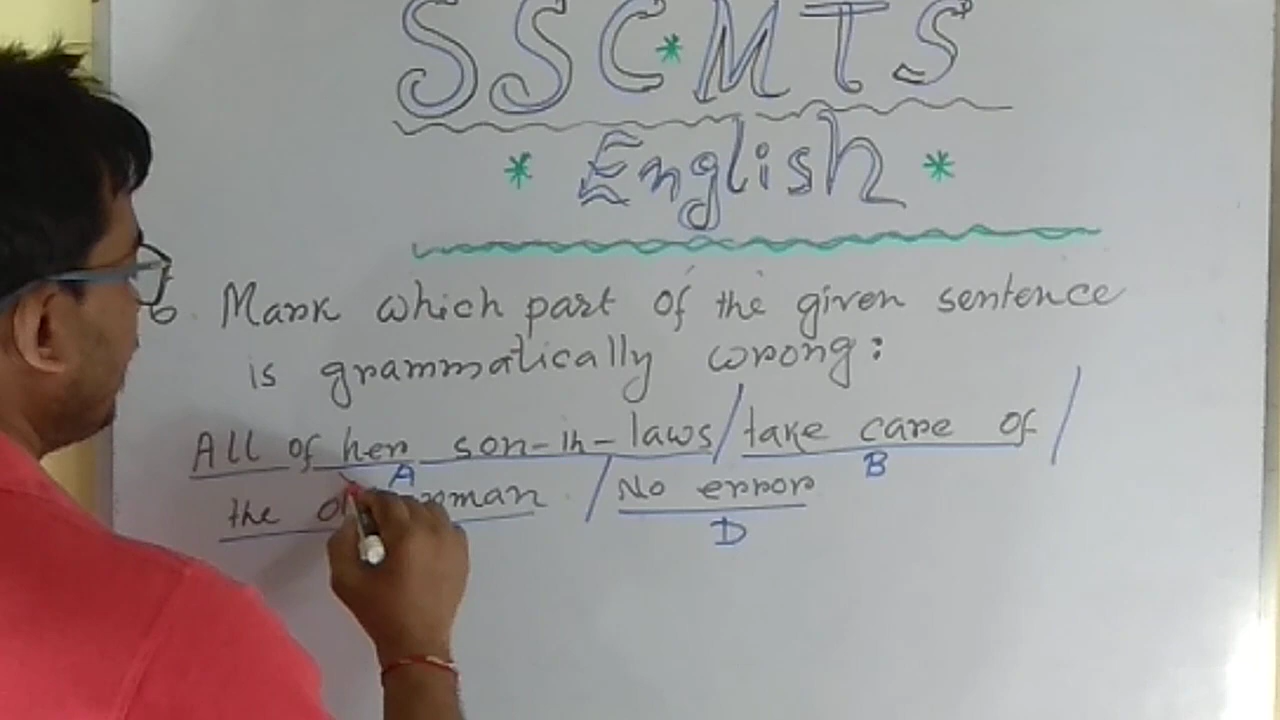 SSC * MTS
* English *
6. Mark which part of the given sentence
is grammatically wrong:
All of her son-in-laws / take care of /
A B
the / No error
D